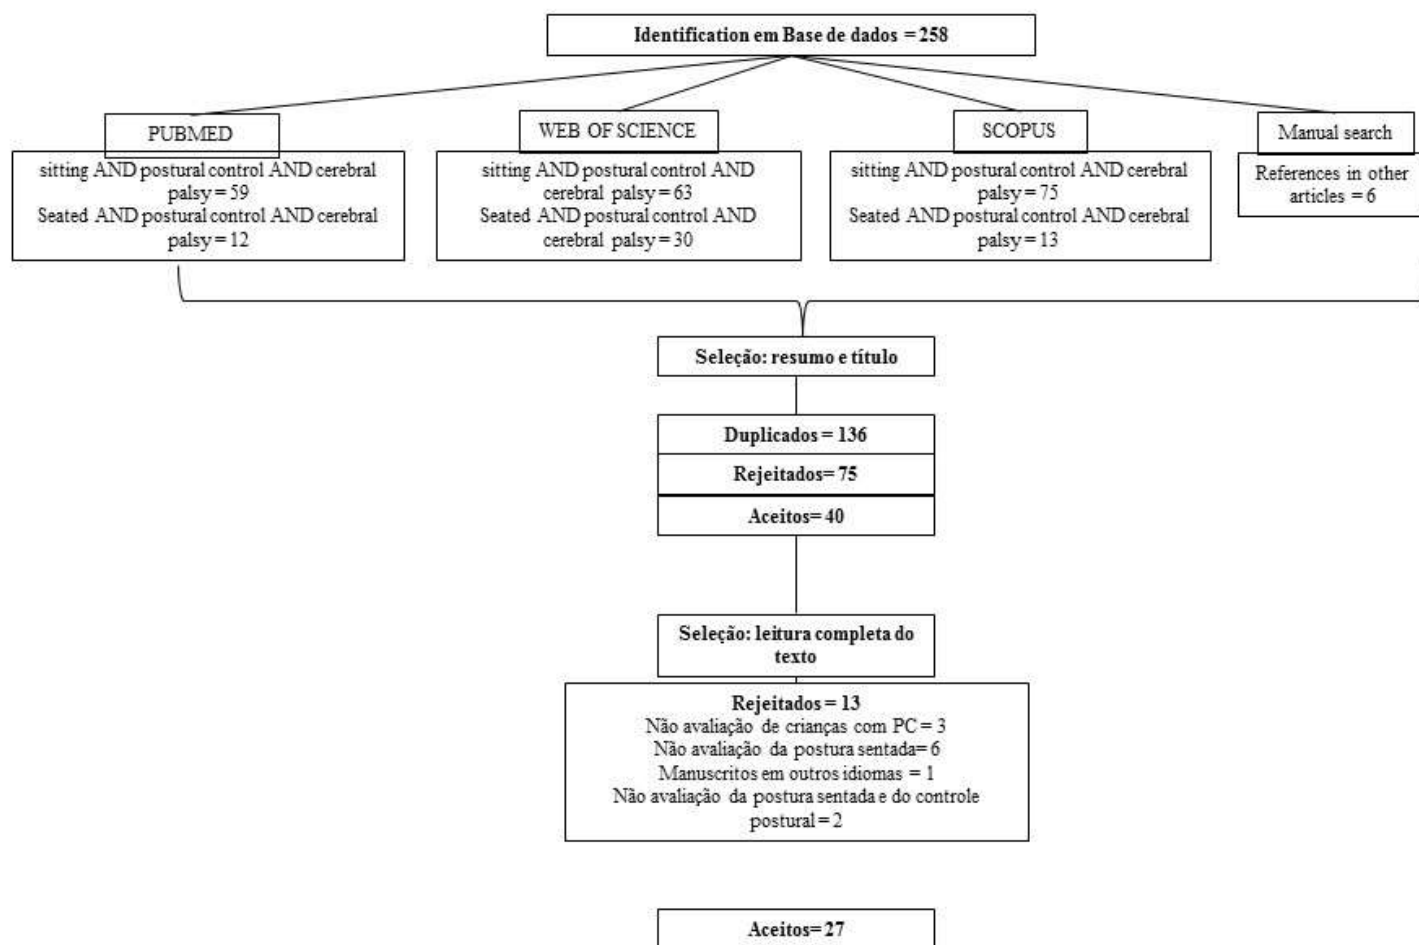 Identification em Base de dados = 258
PUBMED
sitting AND postural control AND cerebral
palsy = 59
Seated AND postural control AND cerebral
palsy = 12
WEB OF SCIENCE
sitting AND postural control AND
cerebral palsy = 63
Seated AND postural control AND
cerebral palsy = 30
SCOPUS
sitting AND postural control AND cerebral
palsy = 75
Seated AND postural control AND cerebral
palsy = 13
Manual search
References in other
articles = 6
Seleção: resumo e título
Duplicados = 136
Rejeitados= 75
Aceitos= 40
Seleção: leitura completa do
texto
Rejeitados = 13
Não avaliação de crianças com PC = 3
Não avaliação da postura sentada= 6
Manuscritos em outros idiomas = 1
Não avaliação da postura sentada e do controle
postural = 2
Aceitos= 27